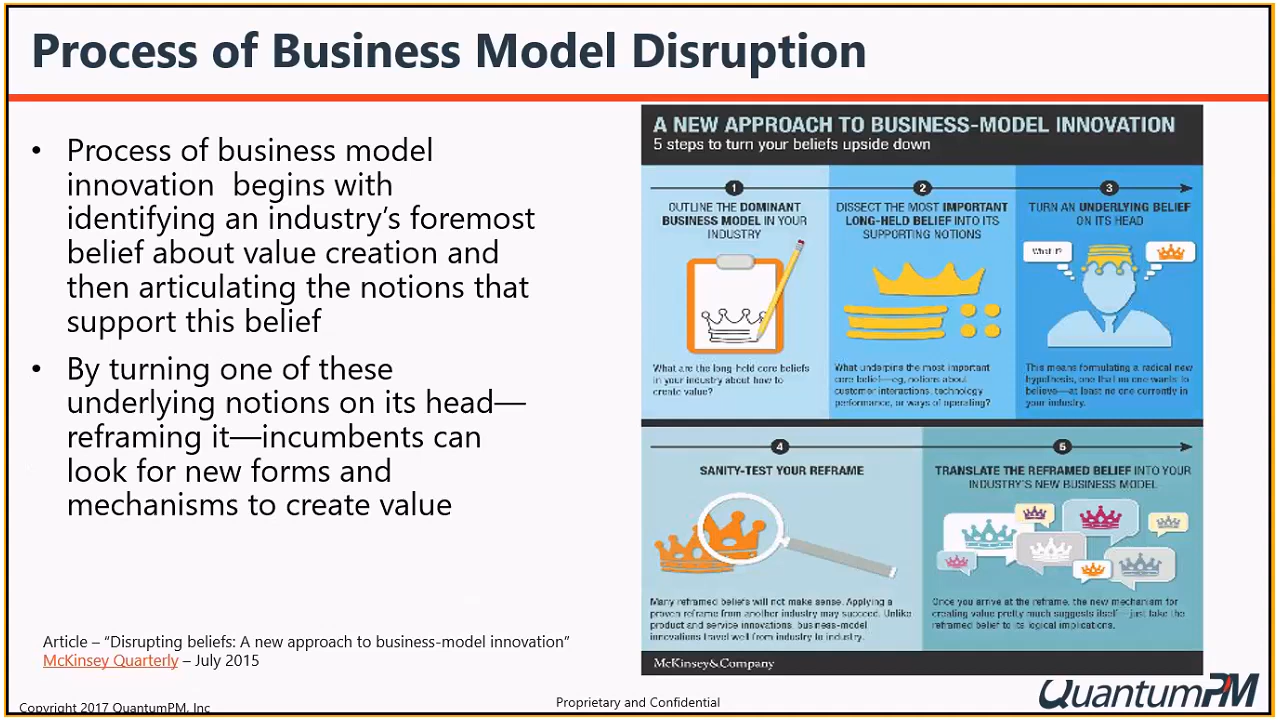 Process of Business Model Disruption
• Process of business model
innovation begins with
identifying an industry’s foremost
belief about value creation and
then articulating the notions that
support this belief
• By turning one of these
underlying notions on its head—
reframing it—incumbents can
look for new forms and
mechanisms to create value
Article – “Disrupting beliefs: A new approach to business-model innovation”
McKinsey Quarterly – July 2015
A NEW APPROACH TO BUSINESS-MODEL INNOVATION
5 steps to turn your beliefs upside down
1
OUTLINE THE DOMINANT
BUSINESS MODEL IN YOUR
INDUSTRY
What are the long-held core beliefs
in your industry about how to
create value?
2
DISSECT THE MOST IMPORTANT
LONG-HELD BELIEF INTO ITS
SUPPORTING NOTIONS
What underpins the most important
core belief—eg, notions about
customer interactions, technology
performance, or ways of operating?
3
TURN AN UNDERLYING BELIEF
ON ITS HEAD
What if?
This means formulating a radical new
hypothesis, one that no one wants to
believe—at least no one currently in
your industry.
4
SANITY-TEST YOUR REFRAME
Many reframed beliefs will not make sense. Applying a
proven reframe from another industry may succeed. Unlike
product and service innovations, business-model
innovations travel well from industry to industry.
5
TRANSLATE THE REFRAMED BELIEF INTO YOUR
INDUSTRY'S NEW BUSINESS MODEL
Once you arrive at the reframe, the new mechanism for
creating value pretty much suggests itself—just take the
reframed belief to its logical implications.
McKinsey&Company
Copyright 2017 QuantumPM, Inc
Proprietary and Confidential
QuantumPM